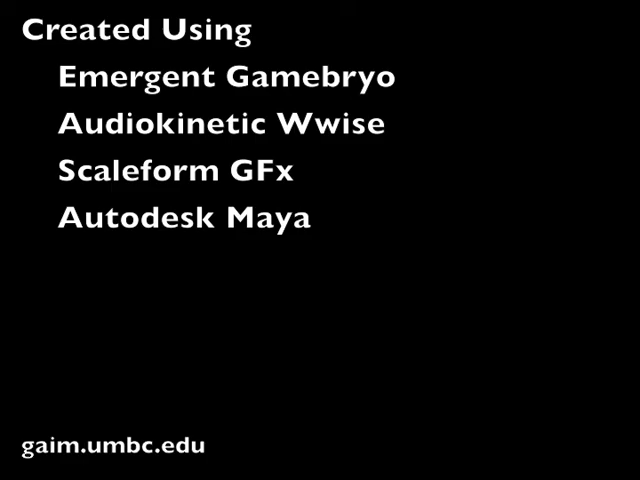 Created Using
Emergent Gamebryo
Audiokinetic Wwise
Scaleform GFx
Autodesk Maya
gaim.umbc.edu